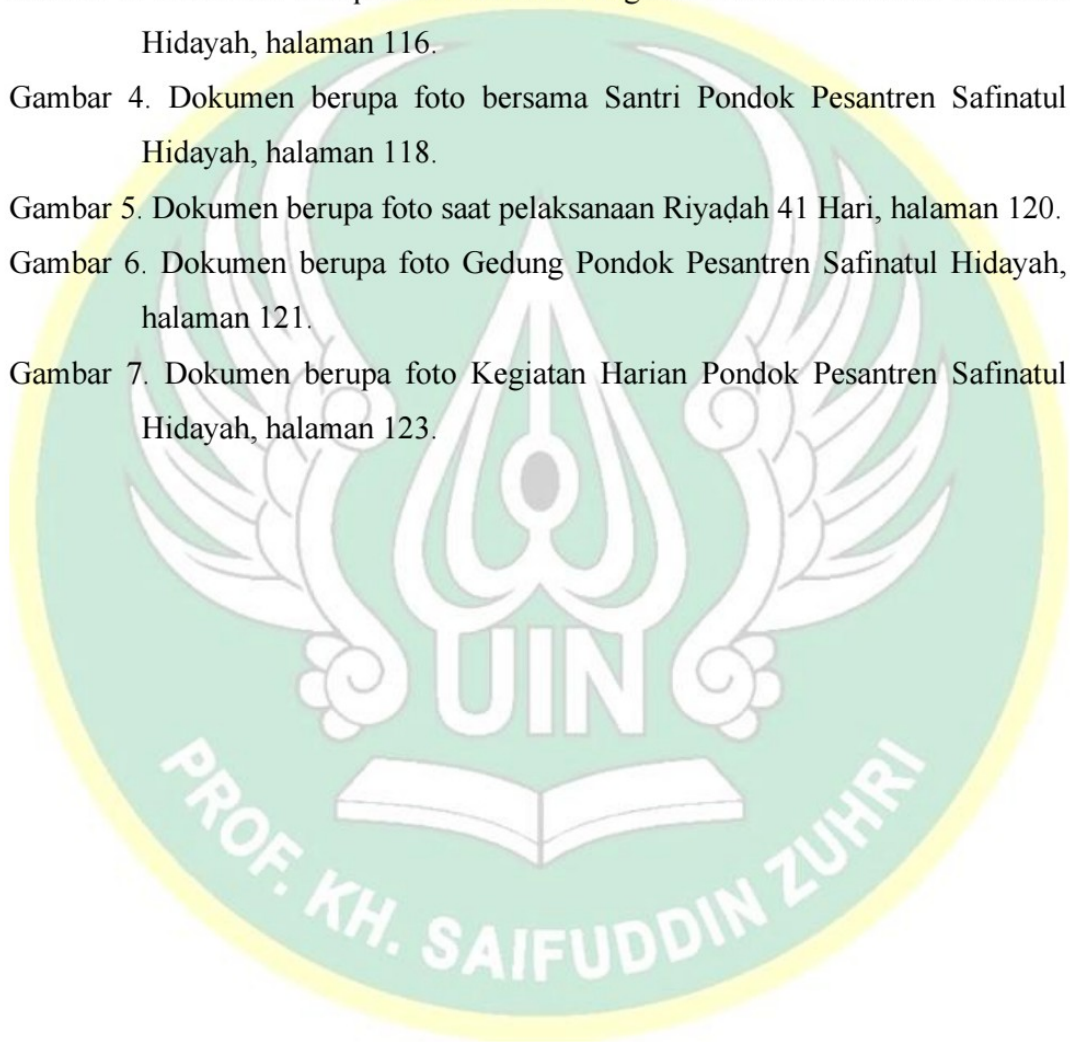 Hidayah, halaman 116.
Gambar 4. Dokumen berupa foto bersama Santri Pondok Pesantren Safinatul
Hidayah, halaman 118.
Gambar 5. Dokumen berupa foto saat pelaksanaan Riyaḍah 41 Hari, halaman 120.
Gambar 6. Dokumen berupa foto Gedung Pondok Pesantren Safinatul Hidayah,
halaman 121.
Gambar 7. Dokumen berupa foto Kegiatan Harian Pondok Pesantren Safinatul
Hidayah, halaman 123.
UIN
PROF. KH. SAIFUDDIN ZUHRI